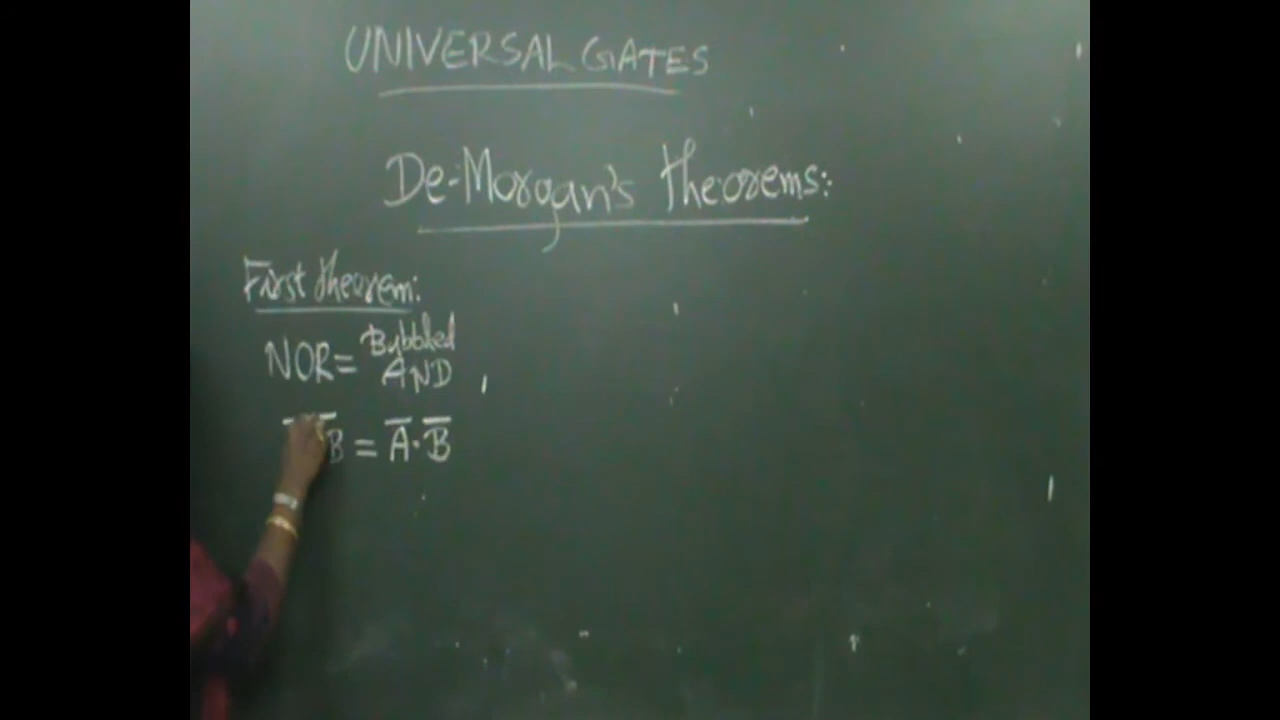 UNIVERSAL GATES
De-Morgan's theorems:
First theorem:
NOR = Bubbled AND
B = A̅ · B̅